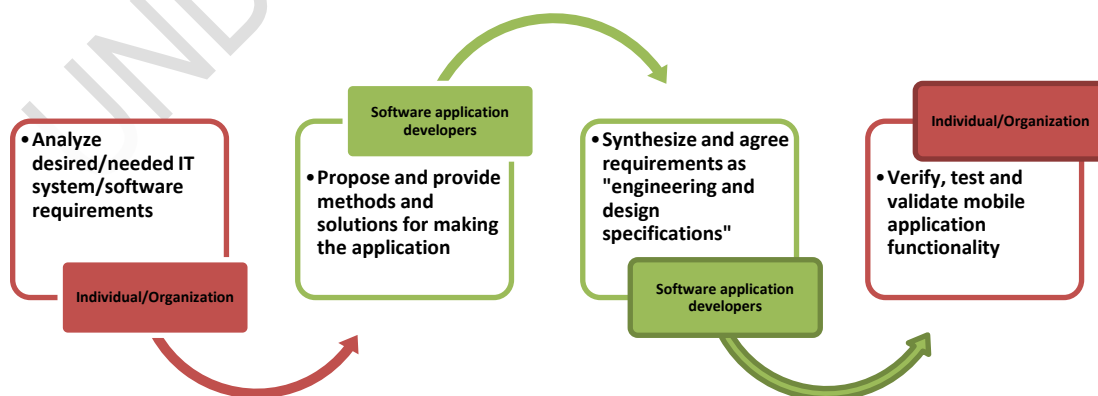 UND
•Analyze
desired/needed IT
system/software
requirements
Individual/Organization
Software application
developers
•Propose and provide
methods and
solutions for making
the application
•Synthesize and agree
requirements as
"engineering and
design
specifications"
Software application
developers
Individual/Organization
•Verify, test and
validate mobile
application
functionality